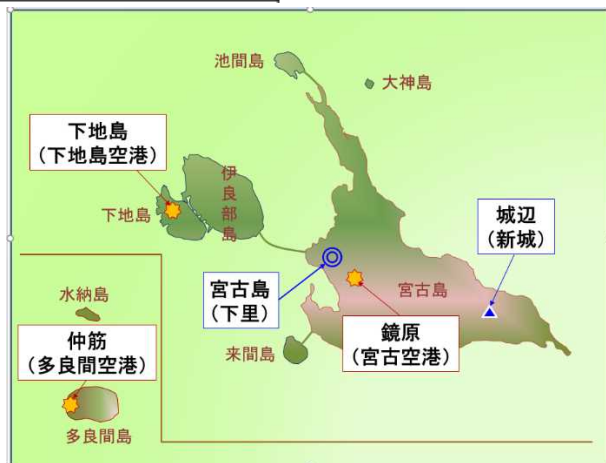 池間島
大神島
下地島
(下地島空港)
伊良部島
下地島
城辺
(新城)
宮古島
(下里)
宮古島
水納島
鏡原
(宮古空港)
仲筋
(多良間空港)
来間島
多良間島